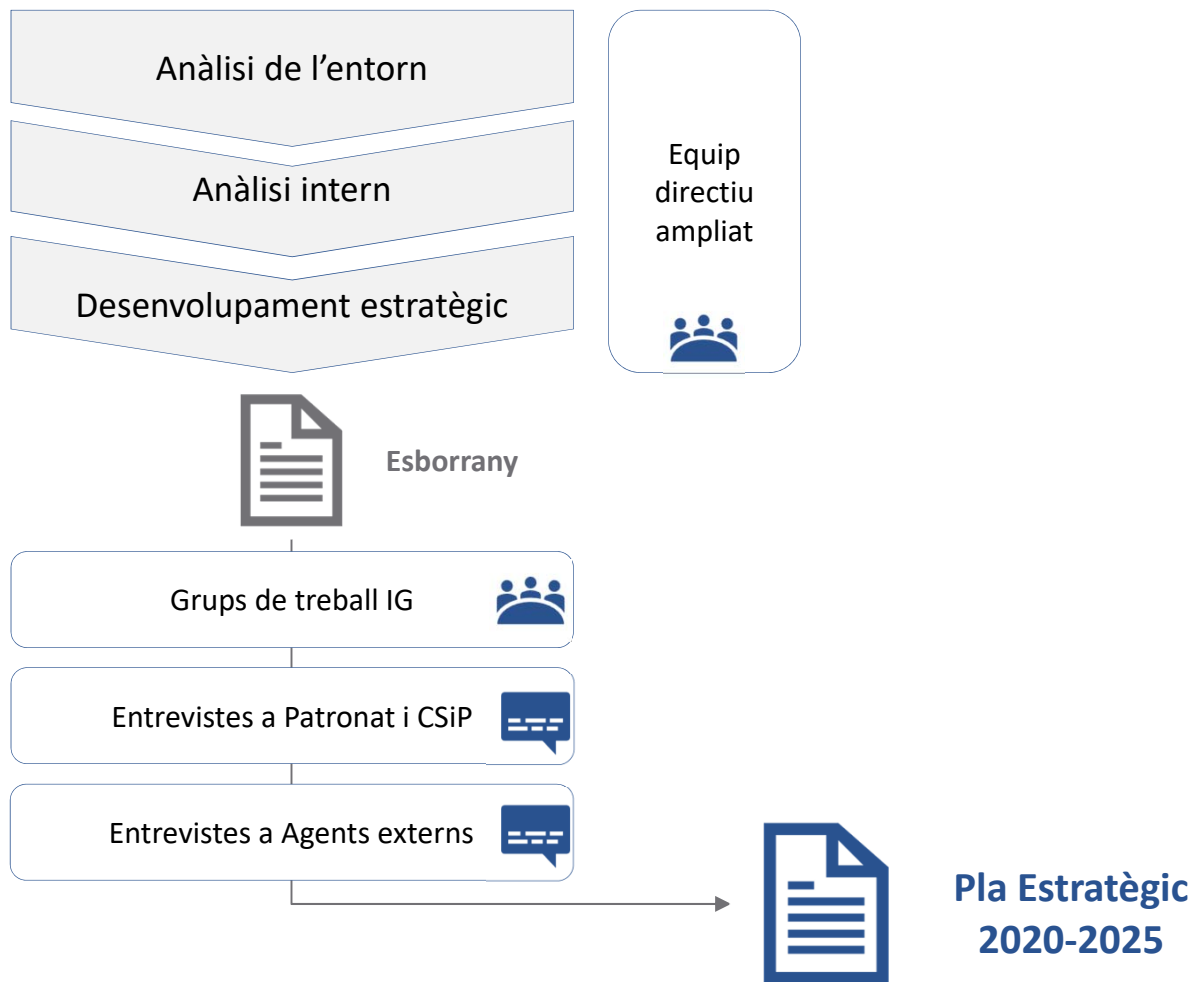 Anàlisi de l’entorn
Anàlisi intern
Desenvolupament estratègic
Equip
directiu
ampliat
Esborrany
Grups de treball IG
Entrevistes a Patronat i CSiP
Entrevistes a Agents externs
Pla Estratègic
2020-2025